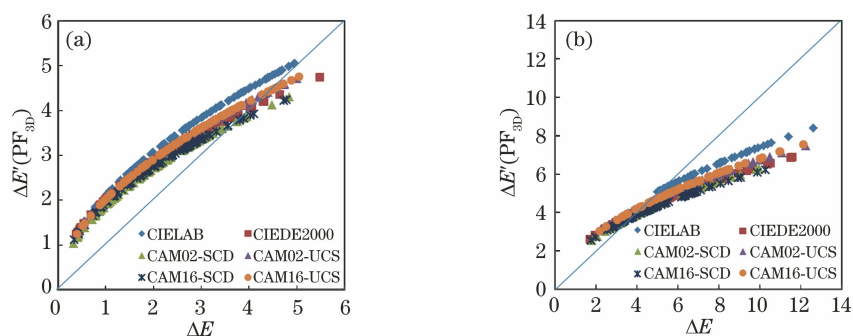 (a)
ΔE′(PF3D)
6
5
4
3
2
1
0
0 1 2 3 4 5 6
ΔE
CIELAB CIEDE2000
CAM02-SCD CAM02-UCS
CAM16-SCD CAM16-UCS
(b)
ΔE′(PF3D)
14
12
10
8
6
4
2
0
0 2 4 6 8 10 12 14
ΔE
CIELAB CIEDE2000
CAM02-SCD CAM02-UCS
CAM16-SCD CAM16-UCS